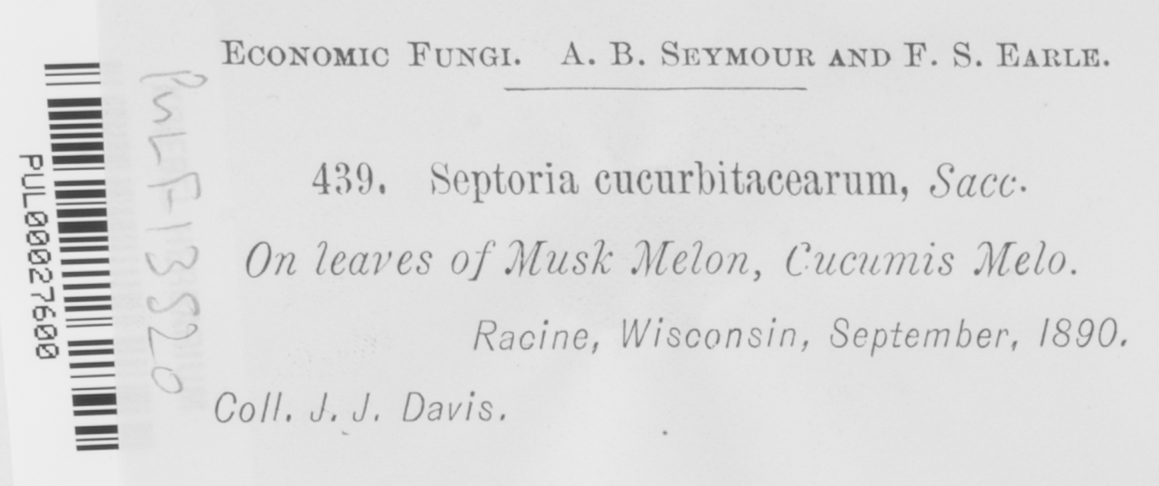 ECONOMIC FUNGI. A. B. SEYMOUR AND F. S. EARLE.
439. Septoria cucurbitacearum, Sacc.
On leaves of Musk Melon, Cucumis Melo.
Racine, Wisconsin, September, 1890.
Coll. J. J. Davis.
PUL00027600
PUL F13520